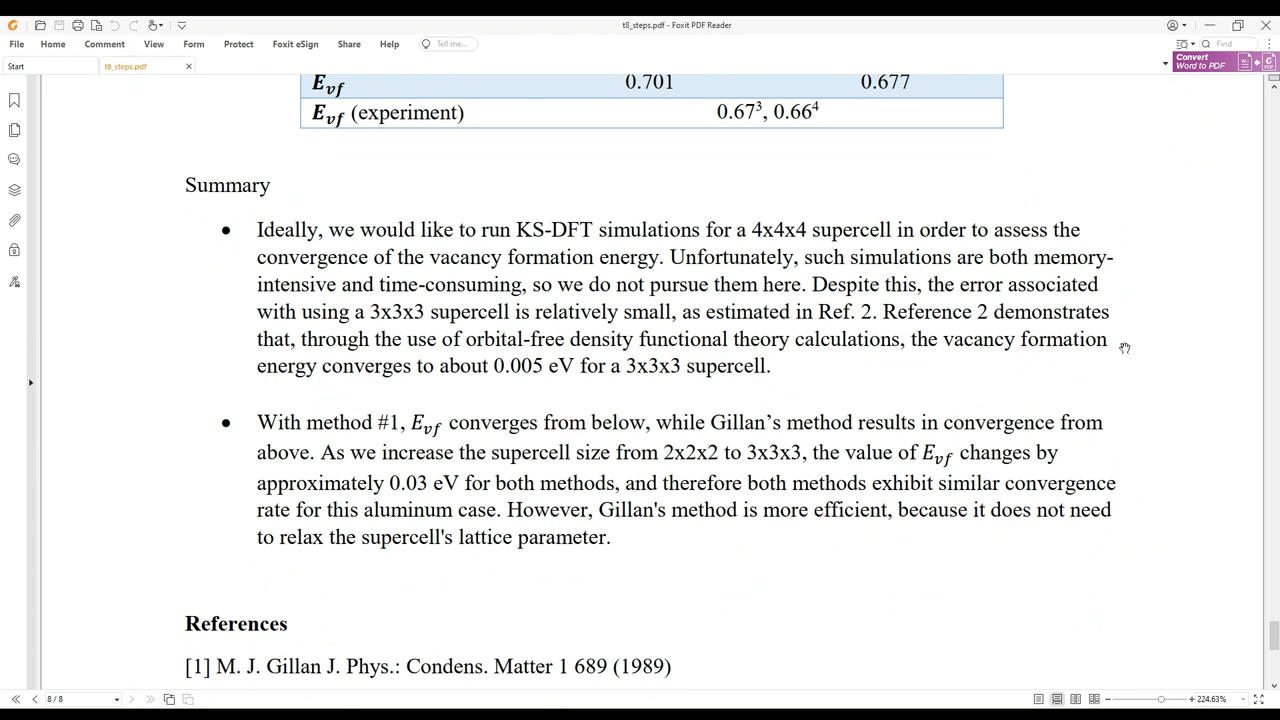 t8_steps.pdf - Foxit PDF Reader
File Home Comment View Form Protect Foxit eSign Share Help Tell me... Find
Start t8_steps.pdf Convert Word to PDF
E_vf 0.701 0.677
E_vf (experiment) 0.67³, 0.66⁴
Summary
• Ideally, we would like to run KS-DFT simulations for a 4x4x4 supercell in order to assess the
convergence of the vacancy formation energy. Unfortunately, such simulations are both memory-
intensive and time-consuming, so we do not pursue them here. Despite this, the error associated
with using a 3x3x3 supercell is relatively small, as estimated in Ref. 2. Reference 2 demonstrates
that, through the use of orbital-free density functional theory calculations, the vacancy formation
energy converges to about 0.005 eV for a 3x3x3 supercell.
• With method #1, E_vf converges from below, while Gillan’s method results in convergence from
above. As we increase the supercell size from 2x2x2 to 3x3x3, the value of E_vf changes by
approximately 0.03 eV for both methods, and therefore both methods exhibit similar convergence
rate for this aluminum case. However, Gillan's method is more efficient, because it does not need
to relax the supercell's lattice parameter.
References
[1] M. J. Gillan J. Phys.: Condens. Matter 1 689 (1989)
8 / 8 224.63%